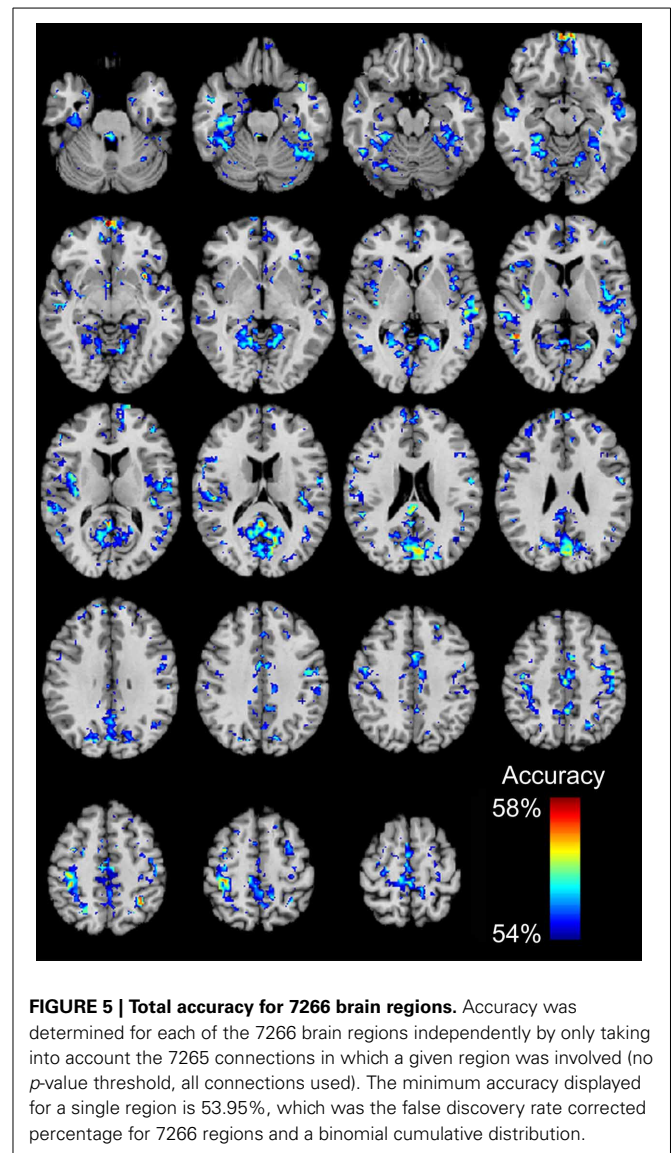 Accuracy
58%
54%
FIGURE 5 | Total accuracy for 7266 brain regions. Accuracy was
determined for each of the 7266 brain regions independently by only taking
into account the 7265 connections in which a given region was involved (no
p-value threshold, all connections used). The minimum accuracy displayed
for a single region is 53.95%, which was the false discovery rate corrected
percentage for 7266 regions and a binomial cumulative distribution.